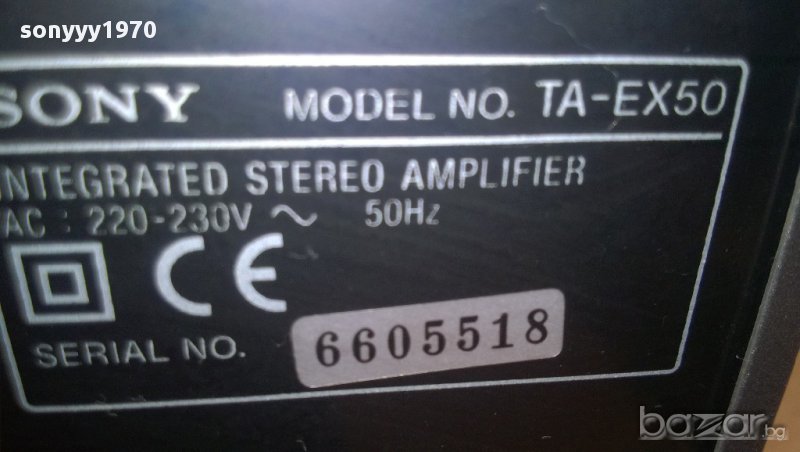 sonyyy1970
SONY MODEL NO. TA-EX50
INTEGRATED STEREO AMPLIFIER
AC : 220-230V ~ 50Hz
CE
SERIAL NO. 6605518
bazar.bg